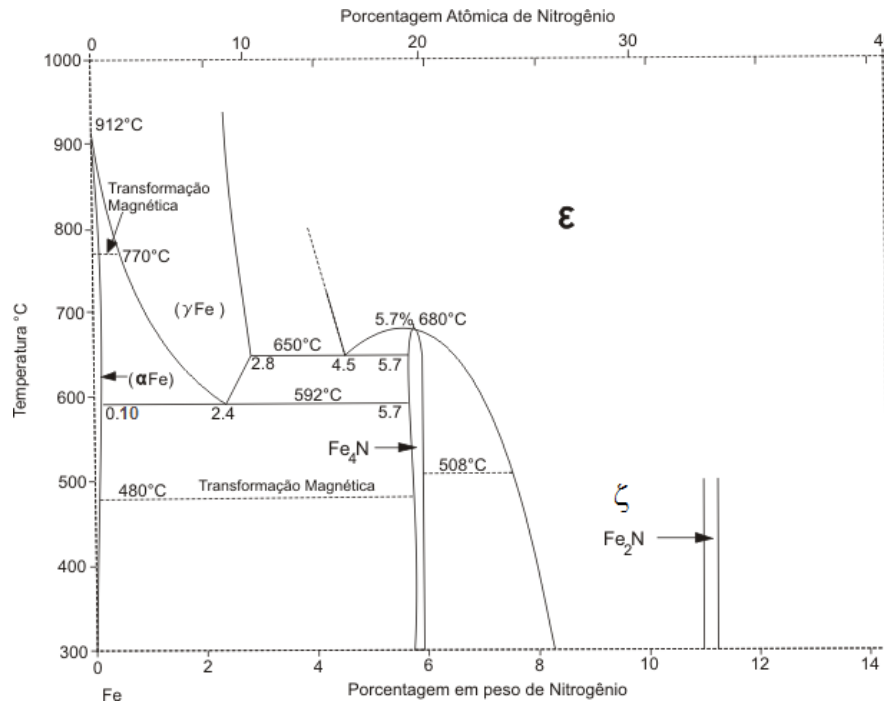 Porcentagem Atômica de Nitrogênio
0 10 20 30 4
1000
912°C
900
Transformação
Magnética
ε
800
770°C
(γFe)
700
5.7% 680°C
650°C
2.8 4.5 5.7
(αFe)
600
592°C
0.10 2.4 5.7
Fe4N
508°C
500
480°C Transformação Magnética
ζ
Fe2N
400
300
0 2 4 6 8 10 12 14
Fe
Porcentagem em peso de Nitrogênio
Temperatura °C